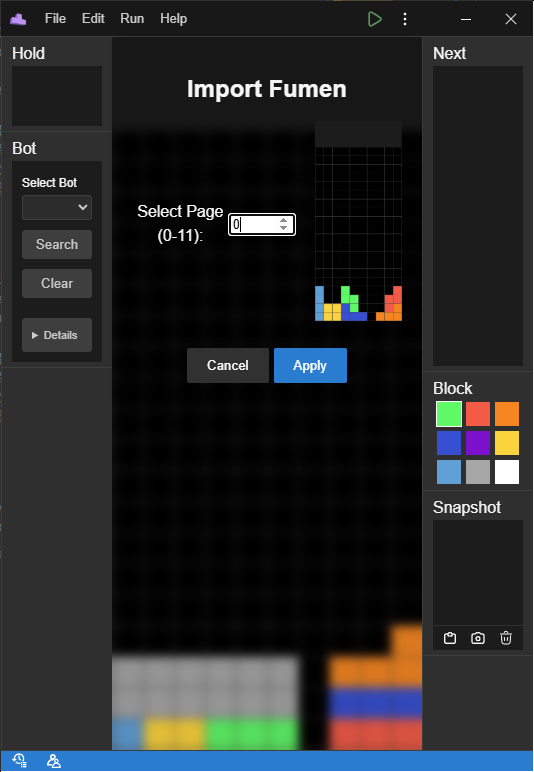 File Edit Run Help
Hold
Bot
Select Bot
Search
Clear
Details
Import Fumen
Select Page
(0-11):
0
Cancel
Apply
Next
Block
Snapshot